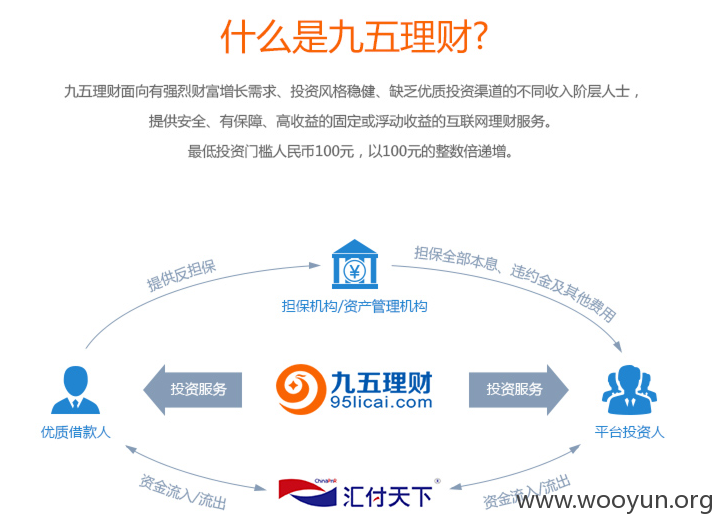 什么是九五理财?
九五理财面向有强烈财富增长需求、投资风格稳健、缺乏优质投资渠道的不同收入阶层人士，
提供安全、有保障、高收益的固定或浮动收益的互联网理财服务。
最低投资门槛人民币100元，以100元的整数倍递增。
提供反担保
担保全部本息、违约金及其他费用
担保机构/资产管理机构
投资服务
九五理财
95licai.com
投资服务
优质借款人
平台投资人
资金流入/流出
ChinaPnR
汇付天下®
资金流入/流出
www.wooyun.org